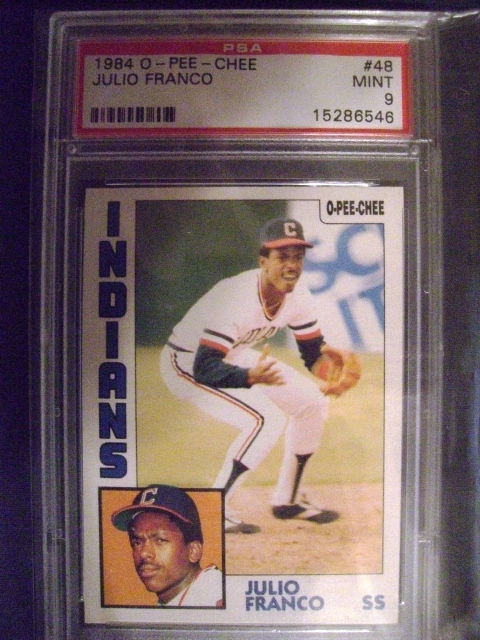 PSA
1984 O-PEE-CHEE #48
JULIO FRANCO MINT
9
15286546
O-PEE-CHEE
INDIANS
C
C
JULIO
FRANCO SS